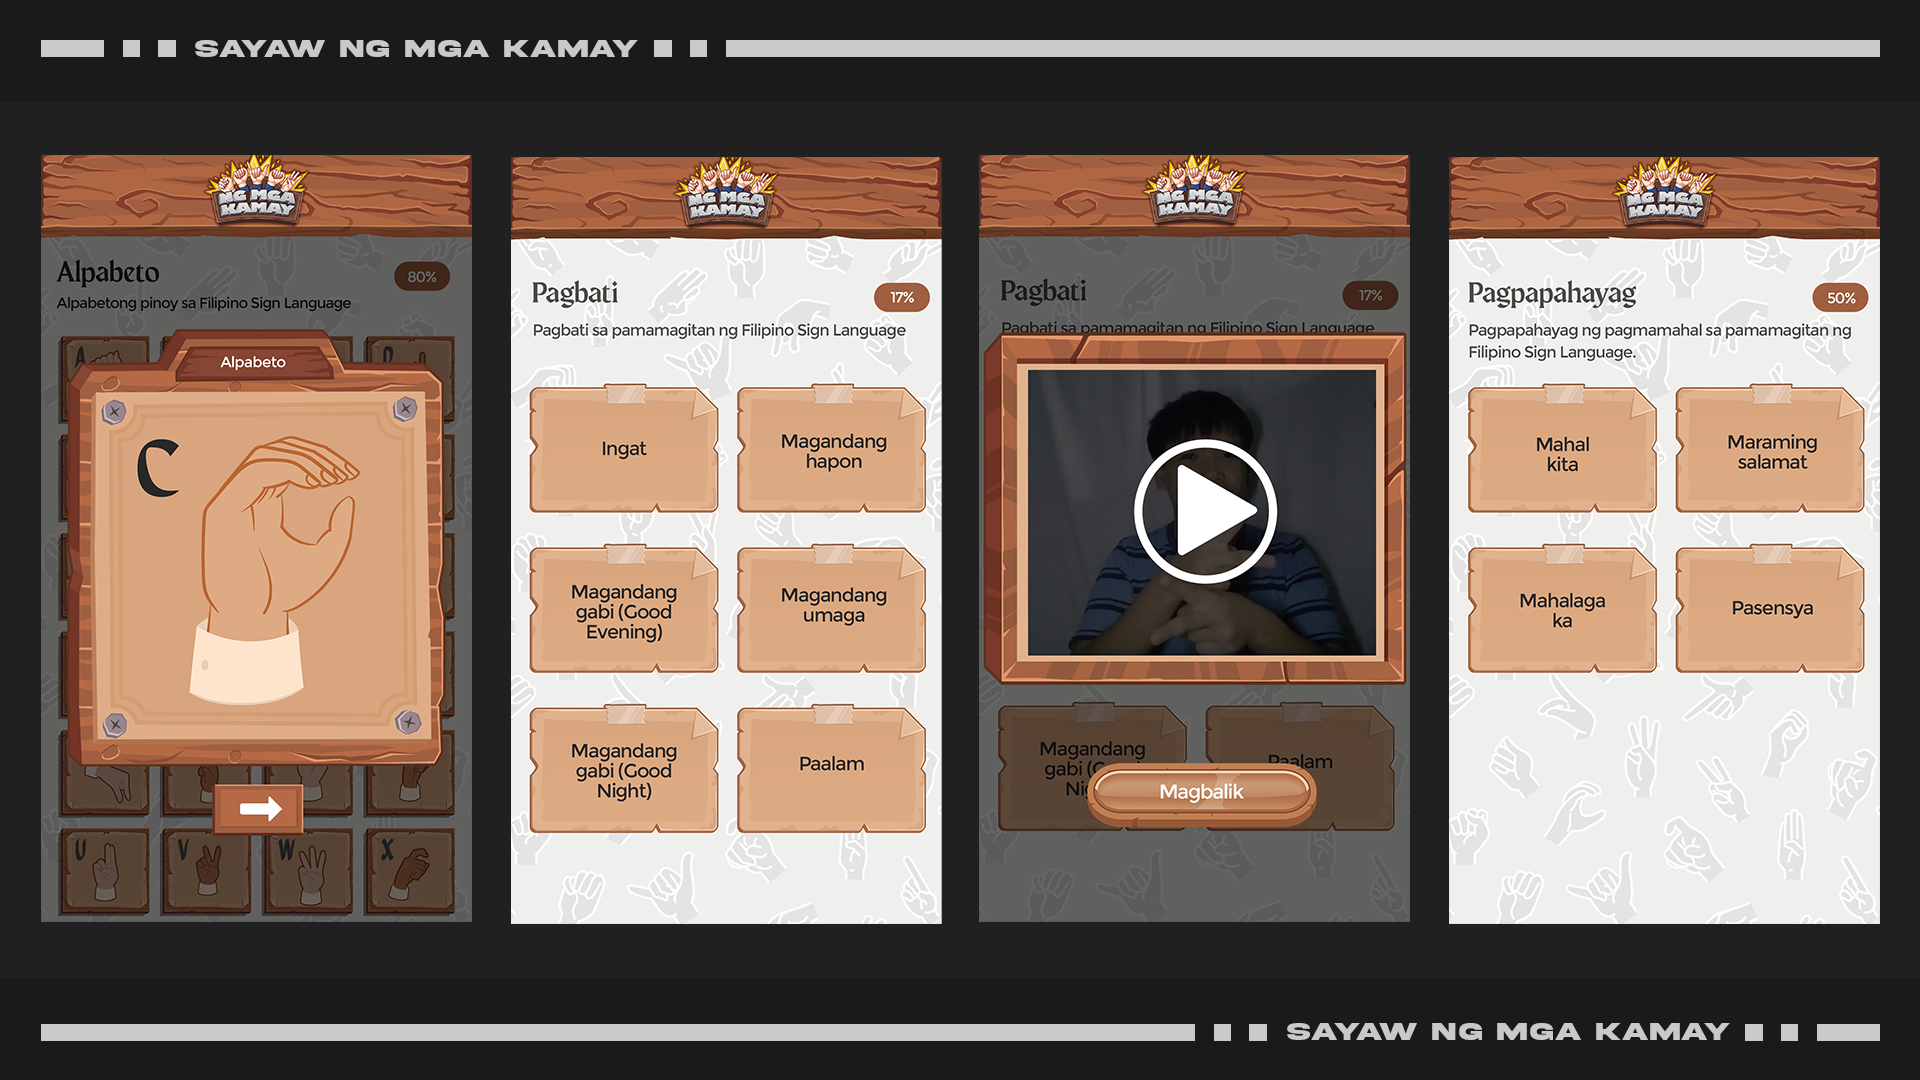 SAYAW NG MGA KAMAY
NG MGA
KAMAY
Alpabeto
80%
Alpabetong pinoy sa Filipino Sign Language
A
D
Alpabeto
C
U
V
W
X
NG MGA
KAMAY
Pagbati
17%
Pagbati sa pamamagitan ng Filipino Sign Language
Ingat
Magandang
hapon
Magandang
gabi (Good
Evening)
Magandang
umaga
Magandang
gabi (Good
Night)
Paalam
NG MGA
KAMAY
Pagbati
17%
Pagbati sa pamamagitan ng Filipino Sign Language
Magandang
gabi
Paalam
Magbalik
NG MGA
KAMAY
Pagpapahayag
50%
Pagpapahayag ng pagmamahal sa pamamagitan ng
Filipino Sign Language.
Mahal
kita
Maraming
salamat
Mahalaga
ka
Pasensya
SAYAW NG MGA KAMAY